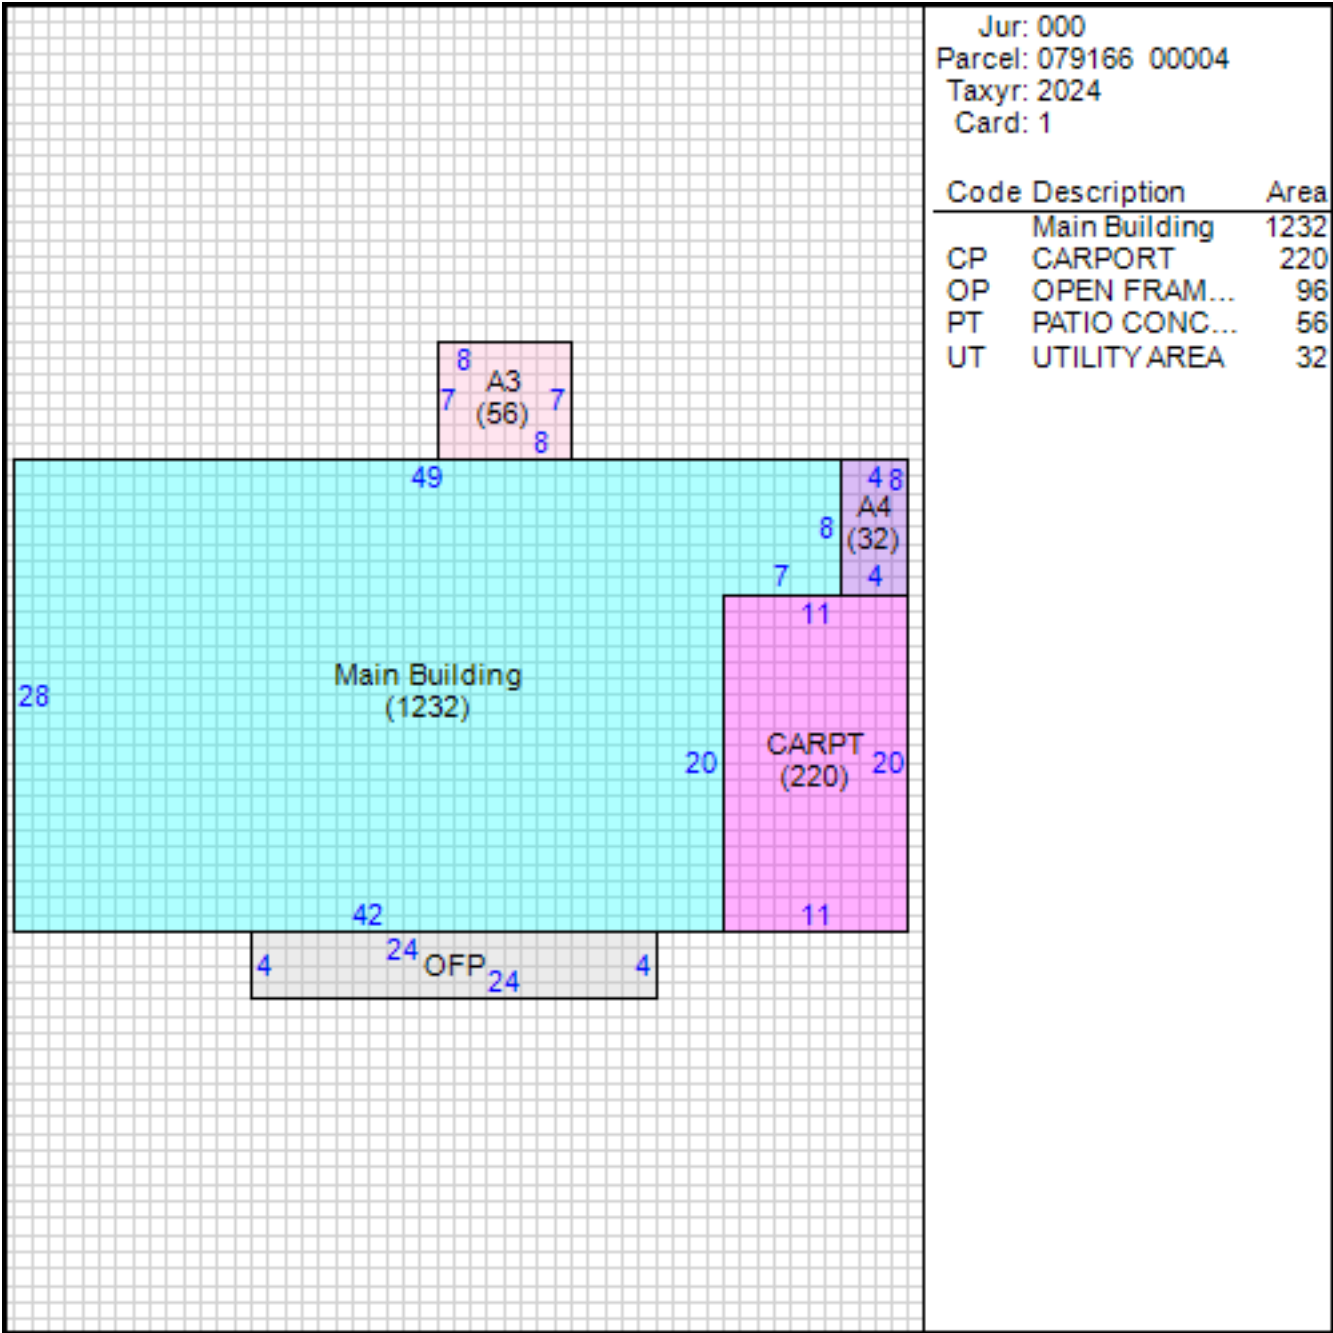 Jur: 000
Parcel: 079166 00004
Taxyr: 2024
Card: 1
Code Description Area
Main Building 1232
CP CARPORT 220
OP OPEN FRAM... 96
PT PATIO CONC... 56
UT UTILITY AREA 32
8
A3
7 7
(56)
8
49
4 8
A4
8
(32)
7 4
11
Main Building
28
(1232)
CARPT
20 20
(220)
42 11
24
4 OFP 4
24